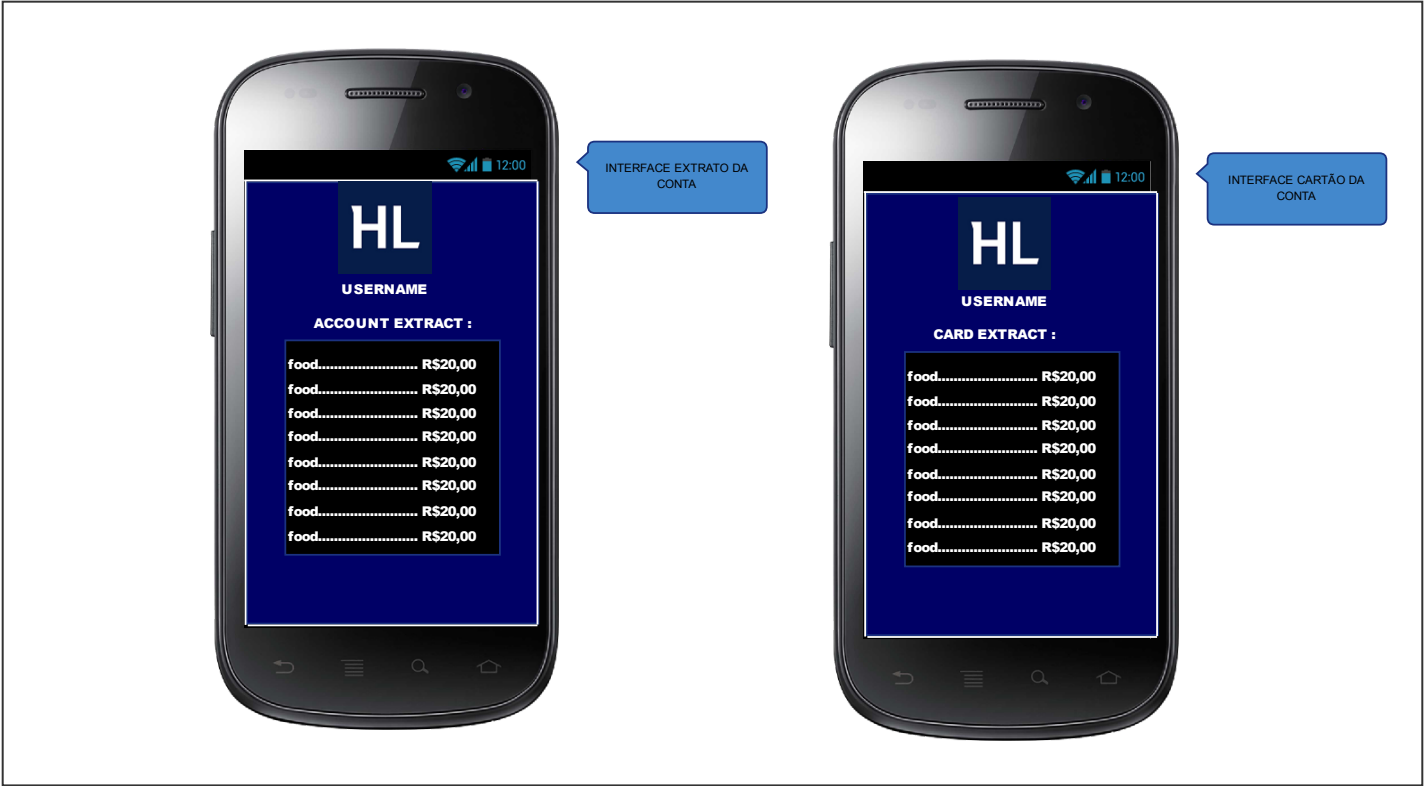 12:00
HL
USERNAME
ACCOUNT EXTRACT :
food......................... R$20,00
food......................... R$20,00
food......................... R$20,00
food......................... R$20,00
food......................... R$20,00
food......................... R$20,00
food......................... R$20,00
food......................... R$20,00
INTERFACE EXTRATO DA
CONTA
12:00
HL
USERNAME
CARD EXTRACT :
food......................... R$20,00
food......................... R$20,00
food......................... R$20,00
food......................... R$20,00
food......................... R$20,00
food......................... R$20,00
food......................... R$20,00
food......................... R$20,00
INTERFACE CARTÃO DA
CONTA